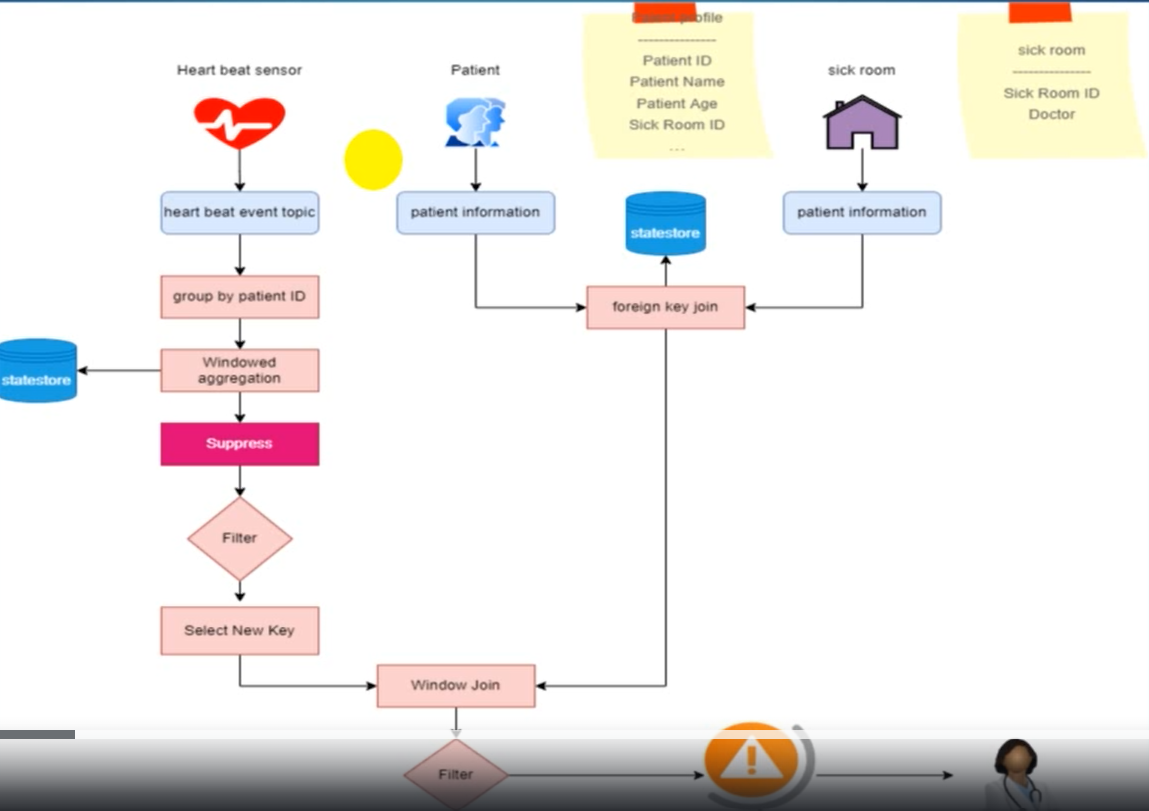 Patient profile
---------------
Patient ID
Patient Name
Patient Age
Sick Room ID
...
sick room
---------------
Sick Room ID
Doctor
Heart beat sensor
Patient
sick room
heart beat event topic
patient information
statestore
patient information
group by patient ID
foreign key join
Windowed
aggregation
statestore
Suppress
Filter
Select New Key
Window Join
Filter